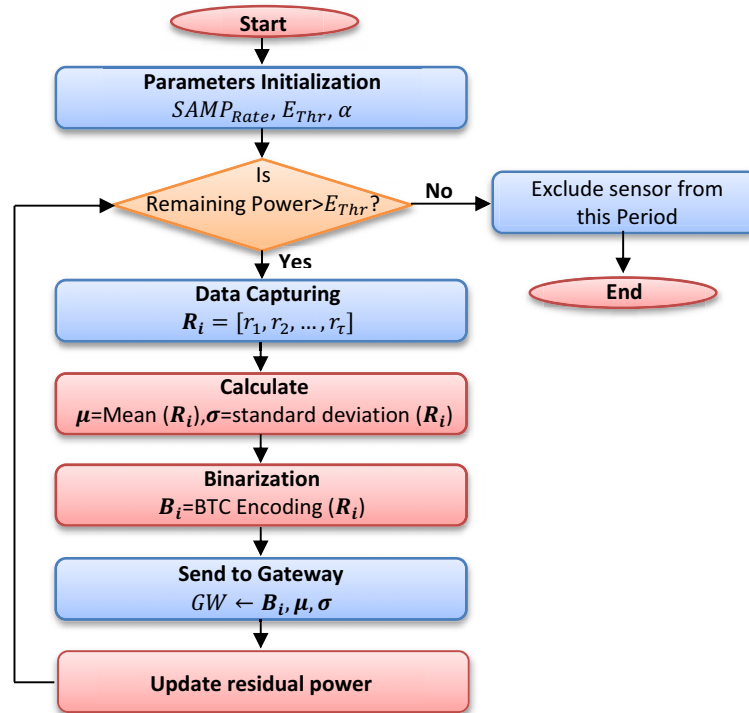 Start
Parameters Initialization
SAMP_Rate, E_Thr, α
Is
Remaining Power>E_Thr?
No
Exclude sensor from
this Period
End
Yes
Data Capturing
R_i = [r_1, r_2, … , r_τ]
Calculate
μ=Mean (R_i),σ=standard deviation (R_i)
Binarization
B_i=BTC Encoding (R_i)
Send to Gateway
GW ← B_i, μ, σ
Update residual power